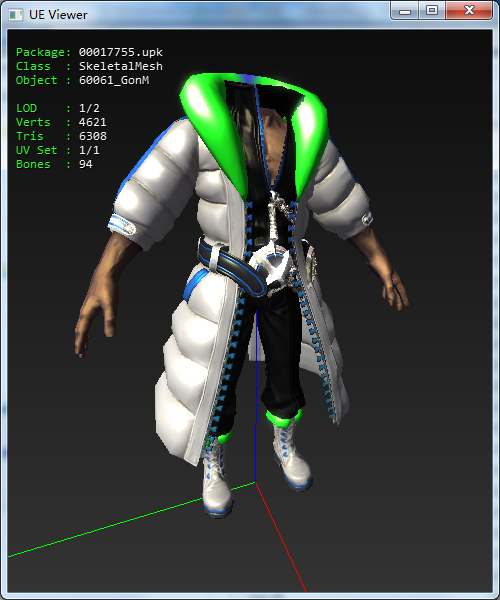 UE Viewer
Package: 00017755.upk
Class  : SkeletalMesh
Object : 60061_GonM
LOD    : 1/2
Verts  : 4621
Tris   : 6308
UV Set : 1/1
Bones  : 94